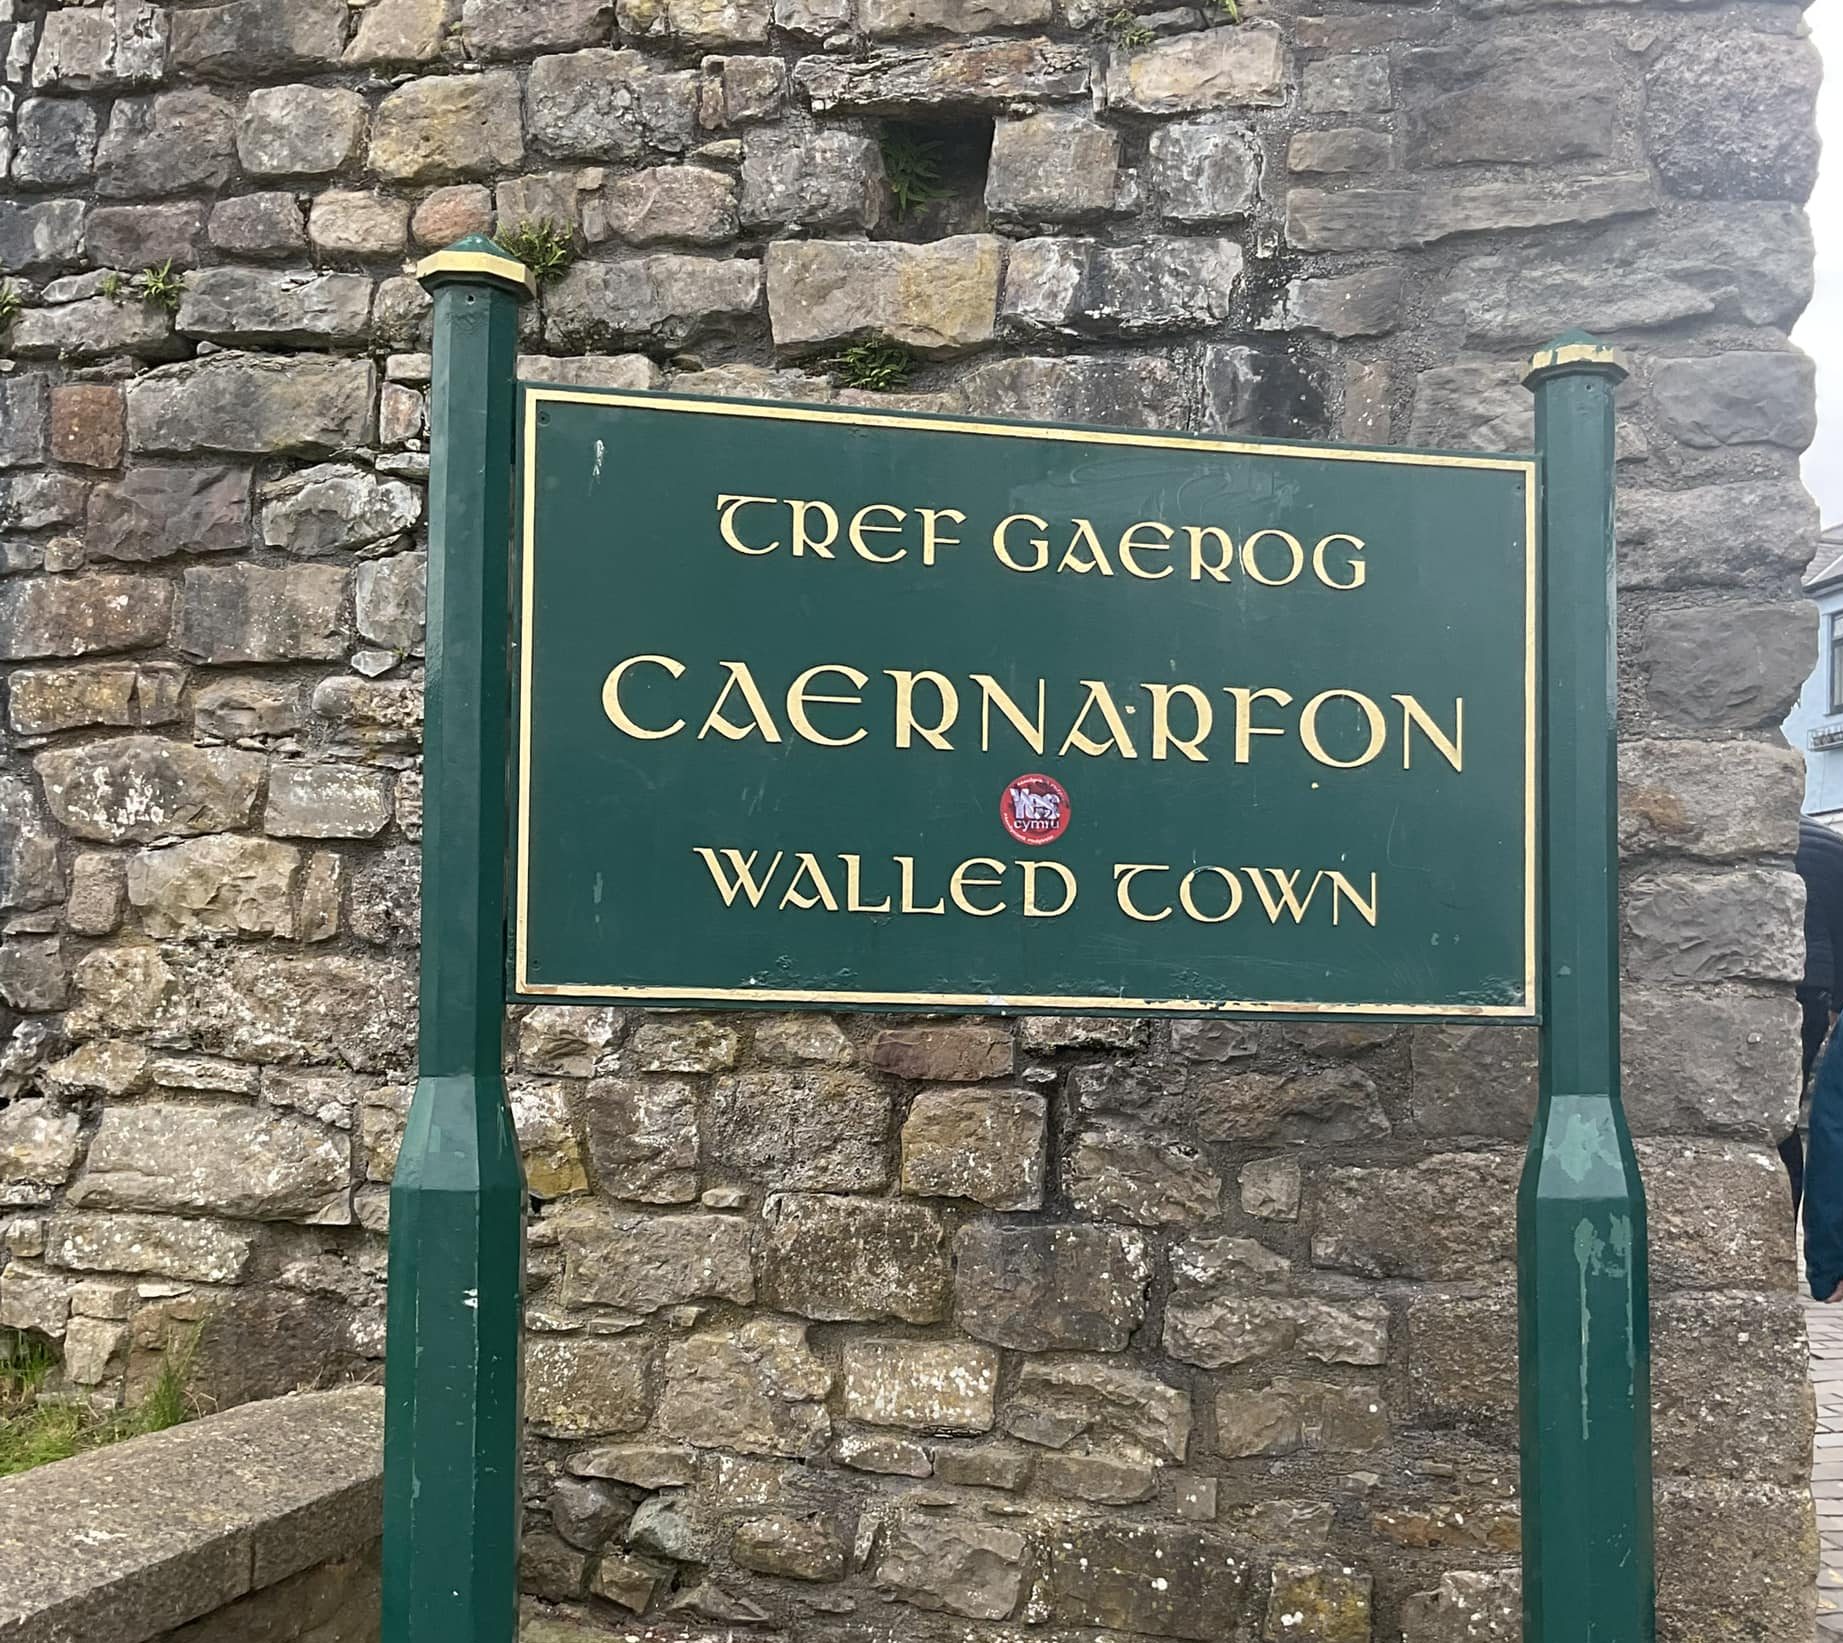 TREF GAEROG
CAERNARFON
Yes
cymru
WALLED TOWN